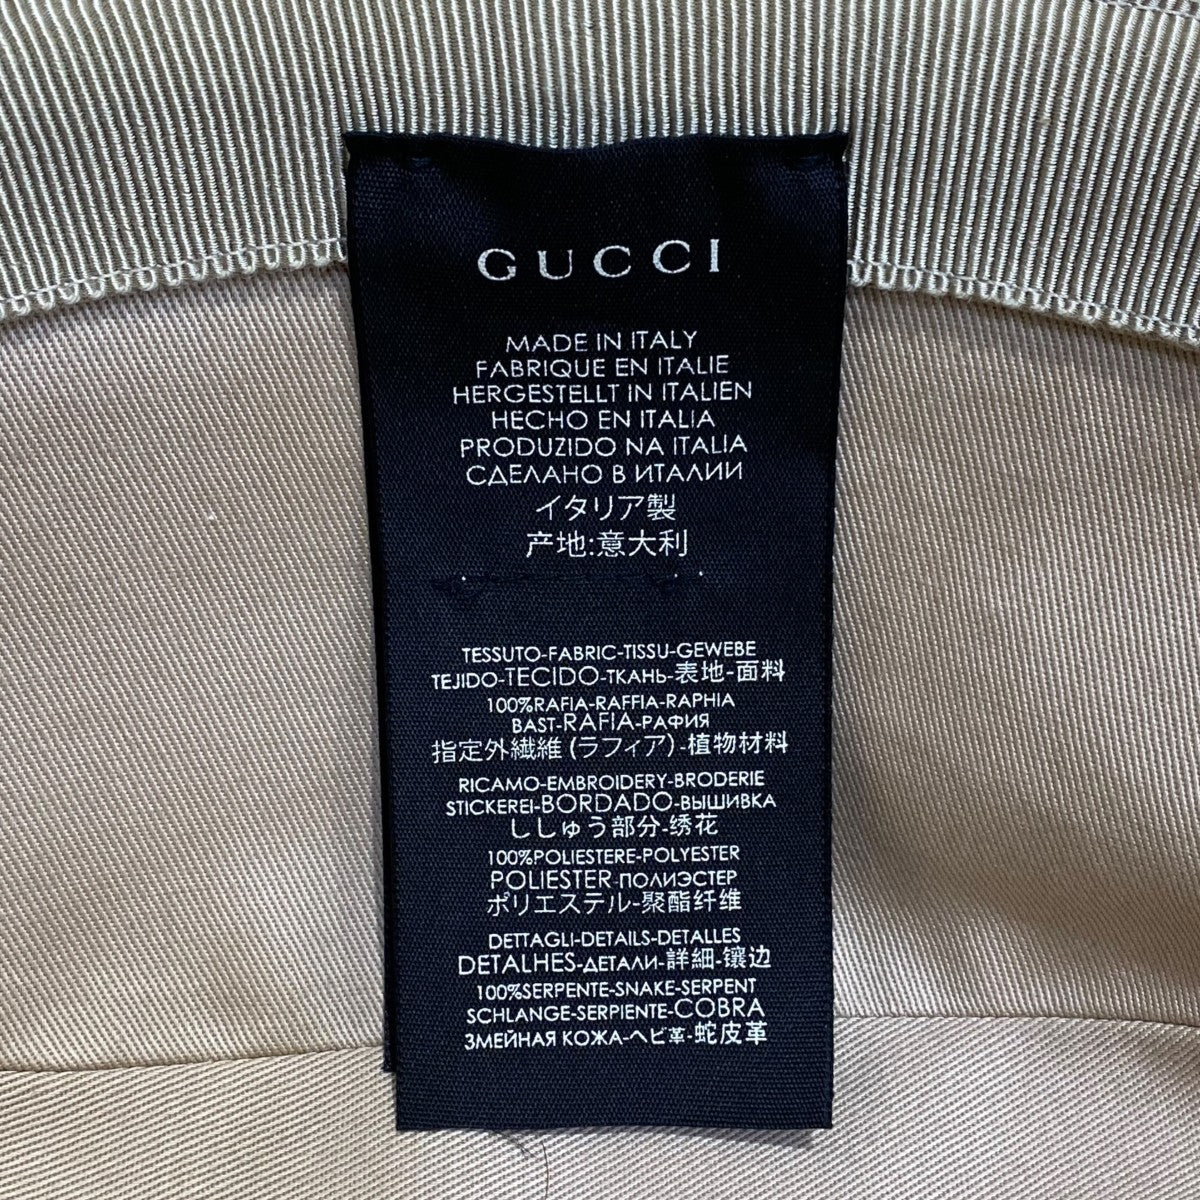 GUCCI
MADE IN ITALY
FABRIQUE EN ITALIE
HERGESTELLT IN ITALIEN
HECHO EN ITALIA
PRODUZIDO NA ITALIA
СДЕЛАНО В ИТАЛИИ
イタリア製
产地:意大利
TESSUTO-FABRIC-TISSU-GEWEBE
TEJIDO-TECIDO-ТКАНЬ-表地-面料
100%RAFIA-RAFFIA-RAPHIA
BAST-RAFIA-РАФИЯ
指定外繊維(ラフィア)-植物材料
RICAMO-EMBROIDERY-BRODERIE
STICKEREI-BORDADO-ВЫШИВКА
ししゅう部分-绣花
100%POLIESTERE-POLYESTER
POLIESTER-ПОЛИЭСТЕР
ポリエステル-聚酯纤维
DETTAGLI-DETAILS-DETALLES
DETALHES-ДЕТАЛИ-詳細-镶边
100%SERPENTE-SNAKE-SERPENT
SCHLANGE-SERPIENTE-COBRA
ЗМЕЙНАЯ КОЖА-ヘビ革-蛇皮革